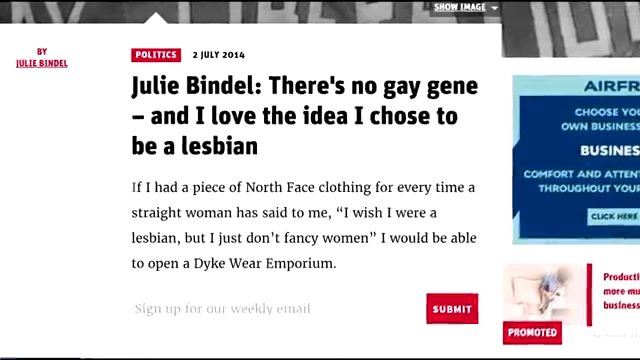 SHOW IMAGE
BY
JULIE BINDEL
POLITICS 2 JULY 2014
Julie Bindel: There's no gay gene
– and I love the idea I chose to
be a lesbian
If I had a piece of North Face clothing for every time a
straight woman has said to me, “I wish I were a
lesbian, but I just don’t fancy women” I would be able
to open a Dyke Wear Emporium.
Sign up for our weekly email
SUBMIT
AIRFR
CHOOSE YOU
OWN BUSINESS
BUSINES
COMFORT AND ATTENT
THROUGHOUT YOUR
CLICK HERE
Producti
more mu
business
PROMOTED